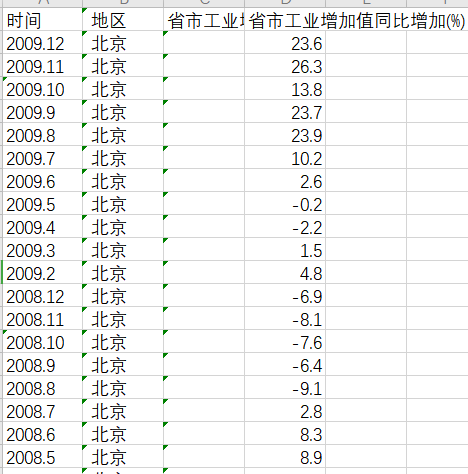 时间 地区 省市工业增 省市工业增加值同比增加(%)
2009.12 北京 23.6
2009.11 北京 26.3
2009.10 北京 13.8
2009.9 北京 23.7
2009.8 北京 23.9
2009.7 北京 10.2
2009.6 北京 2.6
2009.5 北京 -0.2
2009.4 北京 -2.2
2009.3 北京 1.5
2009.2 北京 4.8
2008.12 北京 -6.9
2008.11 北京 -8.1
2008.10 北京 -7.6
2008.9 北京 -6.4
2008.8 北京 -9.1
2008.7 北京 2.8
2008.6 北京 8.3
2008.5 北京 8.9